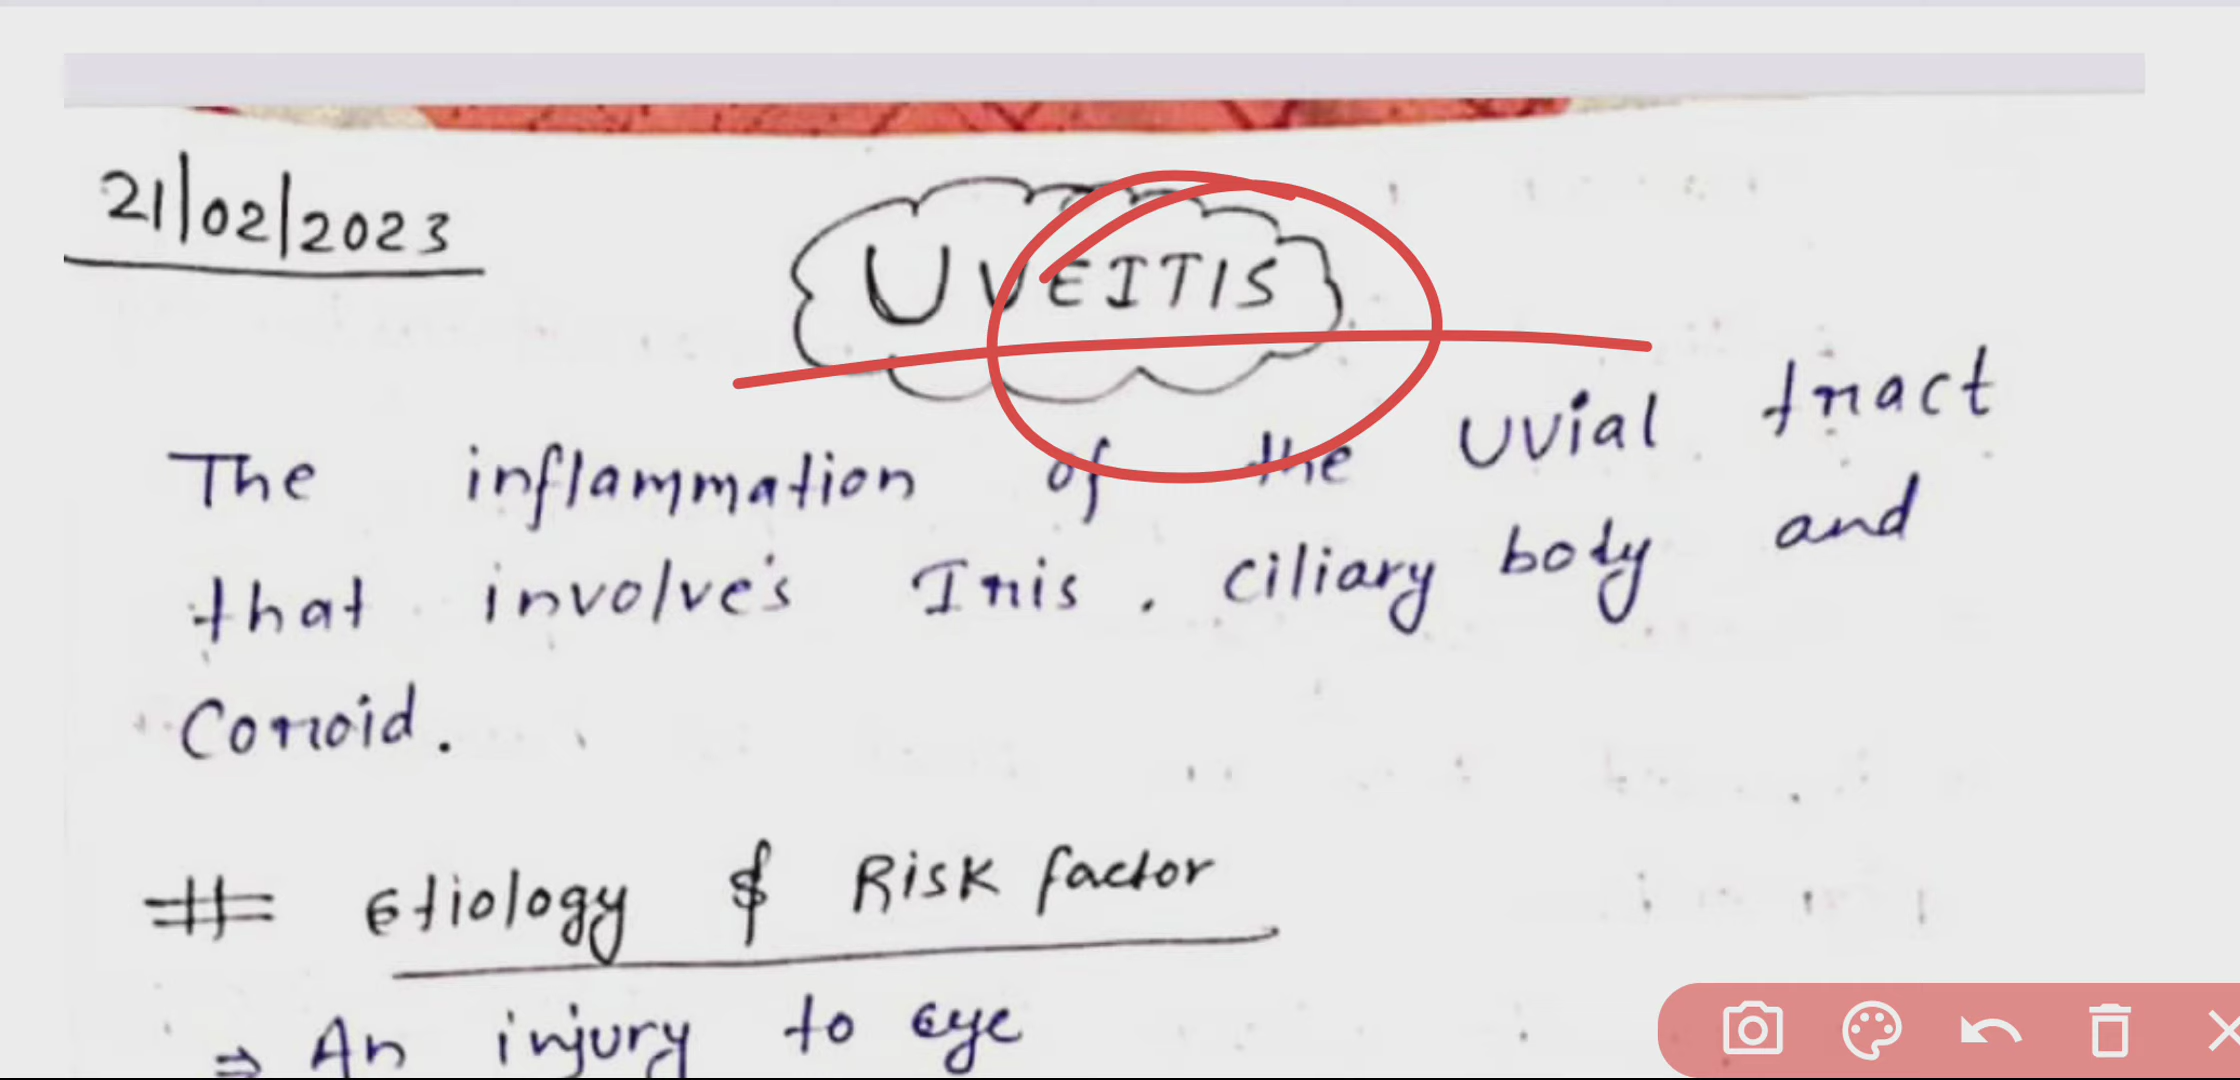 21/02/2023
UVEITIS
The inflammation of the Uvial tract
that involve's Iris. ciliary body and
Corroid.
# etiology & Risk factor
⇒ An injury to eye